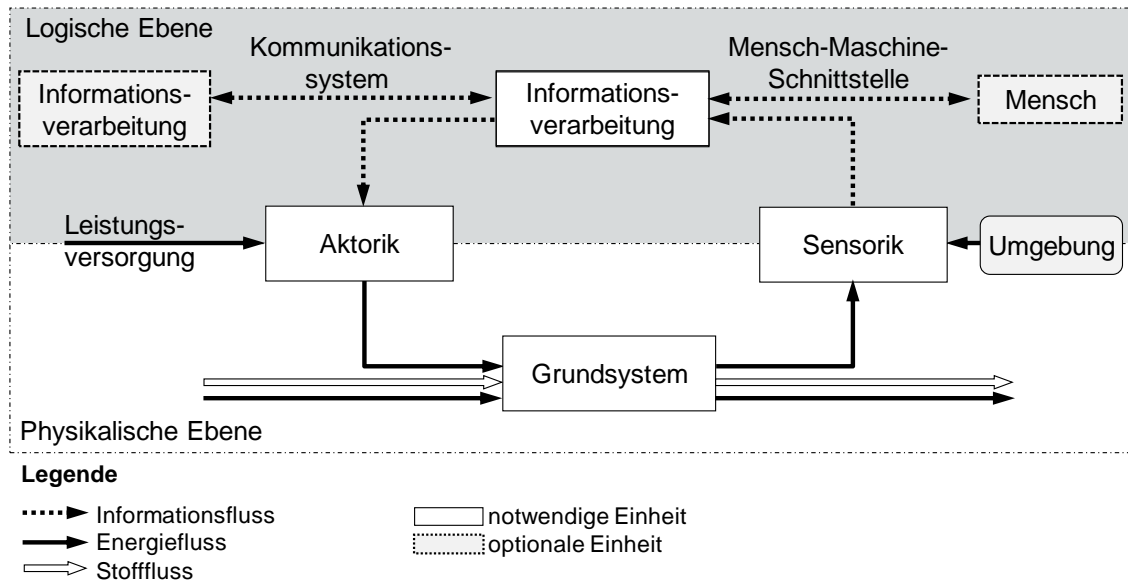 Logische Ebene
Kommunikations-
system
Mensch-Maschine-
Schnittstelle
Informations-
verarbeitung
Informations-
verarbeitung
Mensch
Leistungs-
versorgung
Aktorik
Sensorik
Umgebung
Grundsystem
Physikalische Ebene
Legende
Informationsfluss
notwendige Einheit
Energiefluss
optionale Einheit
Stofffluss